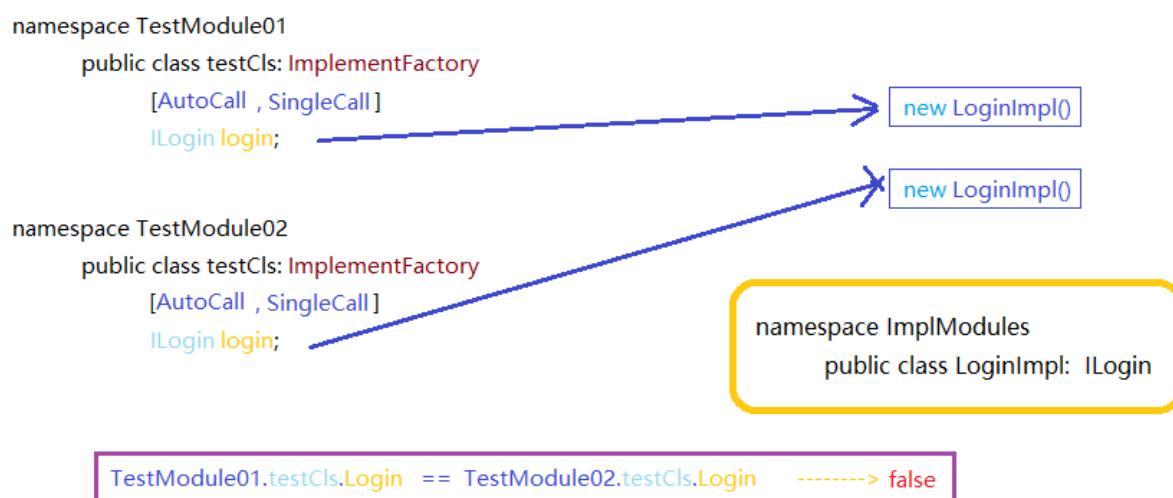 namespace TestModule01
public class testCls: ImplementFactory
[AutoCall , SingleCall]
ILogin login;
new LoginImpl()
new LoginImpl()
namespace TestModule02
public class testCls: ImplementFactory
[AutoCall , SingleCall]
ILogin login;
namespace ImplModules
public class LoginImpl: ILogin
TestModule01.testCls.Login == TestModule02.testCls.Login --------> false